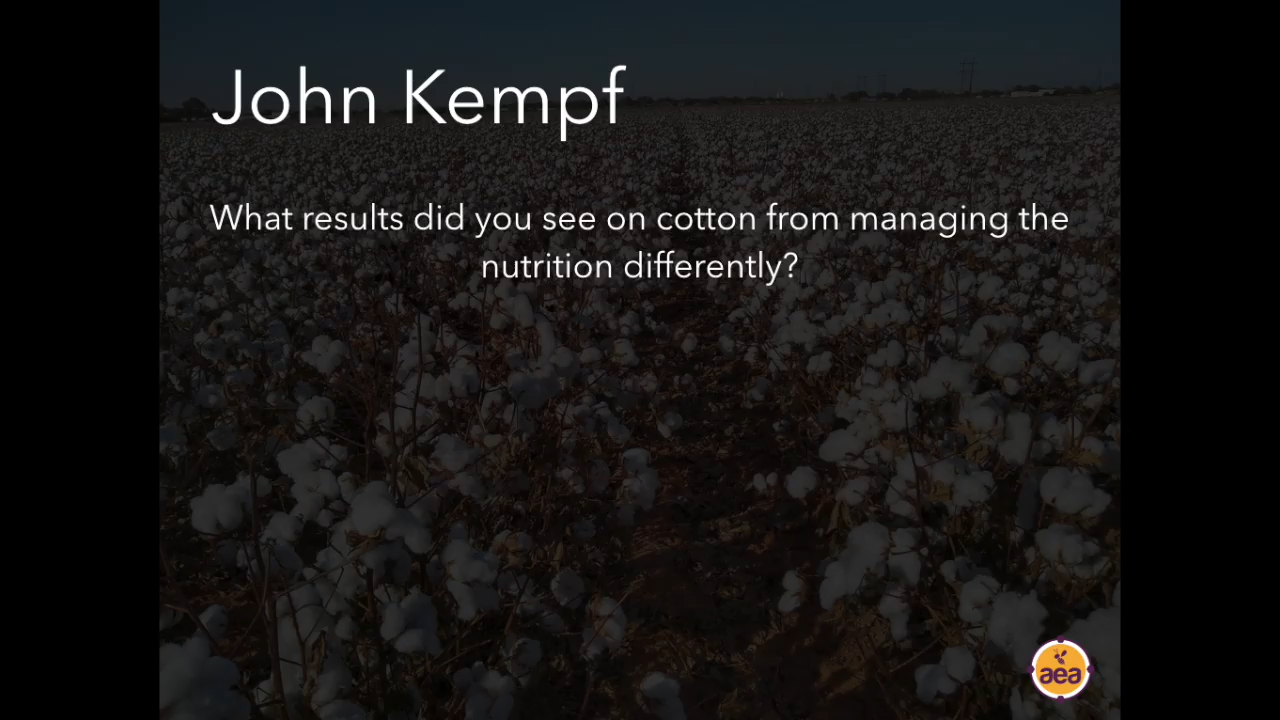 John Kempf
What results did you see on cotton from managing the
nutrition differently?
aea